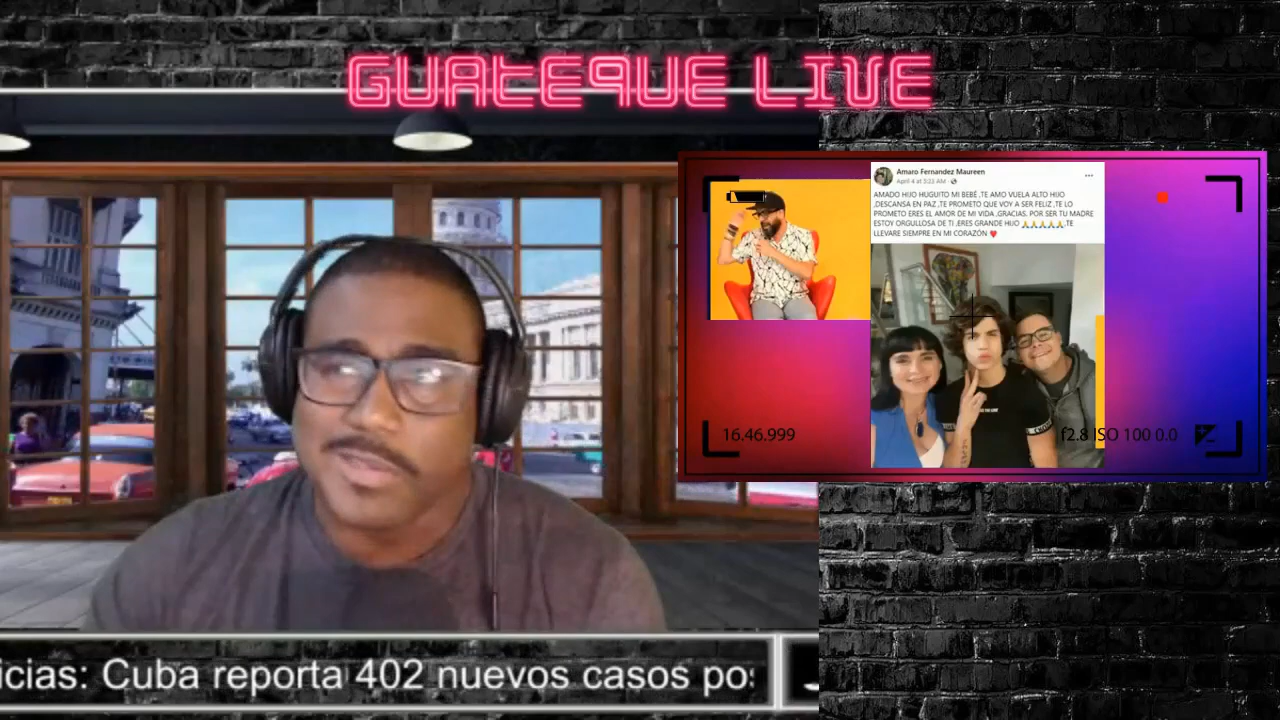 GUATEQUE LIVE
Amaro Fernandez Maureen
April 4 at 3:22 AM
AMADO HIJO HUGUITO MI BEBÉ ,TE AMO VUELA ALTO HIJO
,DESCANSA EN PAZ ,TE PROMETO QUE VOY A SER FELIZ ,TE LO
PROMETO ERES EL AMOR DE MI VIDA ,GRACIAS. POR SER TU MADRE
ESTOY ORGULLOSA DE TI ,ERES GRANDE HIJO 🙏🙏🙏🙏🙏,TE
LLEVARE SIEMPRE EN MI CORAZÓN ♥️
16.46.999
f2.8 ISO 100 0.0
icias: Cuba reporta 402 nuevos casos po